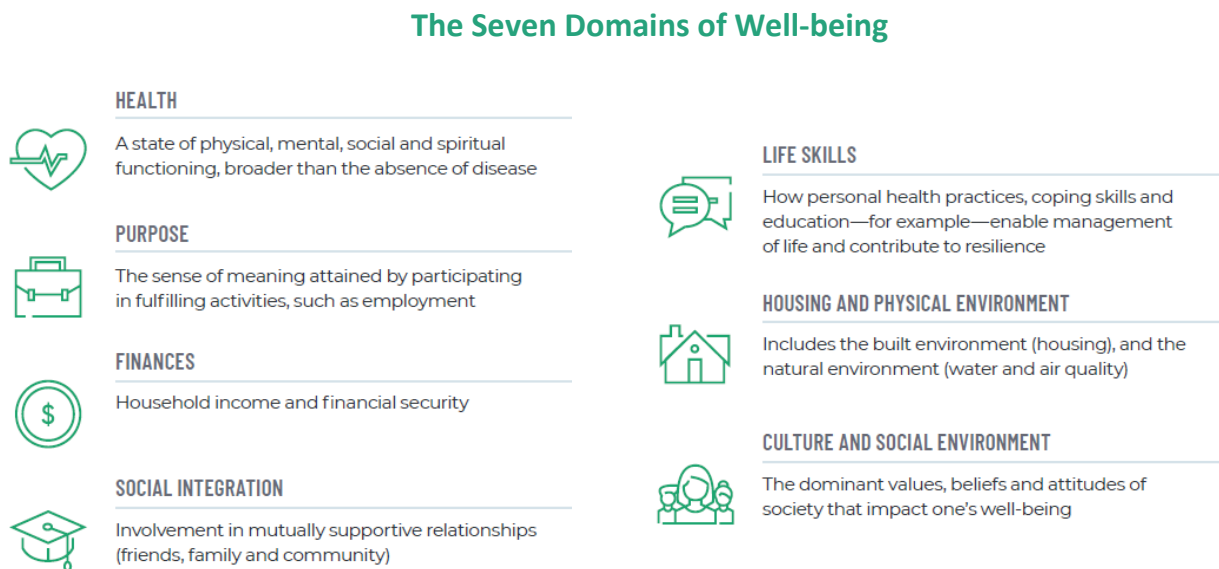 The Seven Domains of Well-being
HEALTH
A state of physical, mental, social and spiritual
functioning, broader than the absence of disease
PURPOSE
The sense of meaning attained by participating
in fulfilling activities, such as employment
FINANCES
$
Household income and financial security
SOCIAL INTEGRATION
Involvement in mutually supportive relationships
(friends, family and community)
LIFE SKILLS
How personal health practices, coping skills and
education—for example—enable management
of life and contribute to resilience
HOUSING AND PHYSICAL ENVIRONMENT
Includes the built environment (housing), and the
natural environment (water and air quality)
CULTURE AND SOCIAL ENVIRONMENT
The dominant values, beliefs and attitudes of
society that impact one's well-being